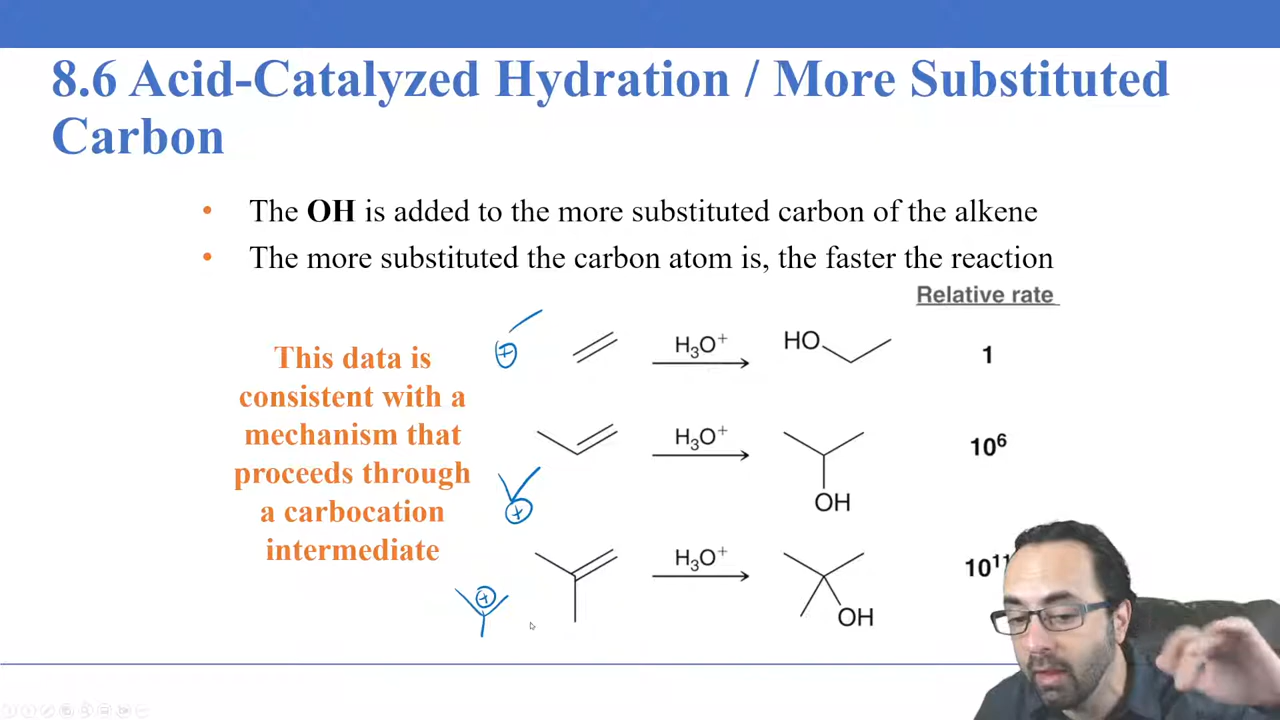 8.6 Acid-Catalyzed Hydration / More Substituted
Carbon
• The OH is added to the more substituted carbon of the alkene
• The more substituted the carbon atom is, the faster the reaction
Relative rate
This data is
consistent with a
mechanism that
proceeds through
a carbocation
intermediate
+
H₃O⁺
HO
1
H₃O⁺
10⁶
OH
+
H₃O⁺
10¹¹
+
OH